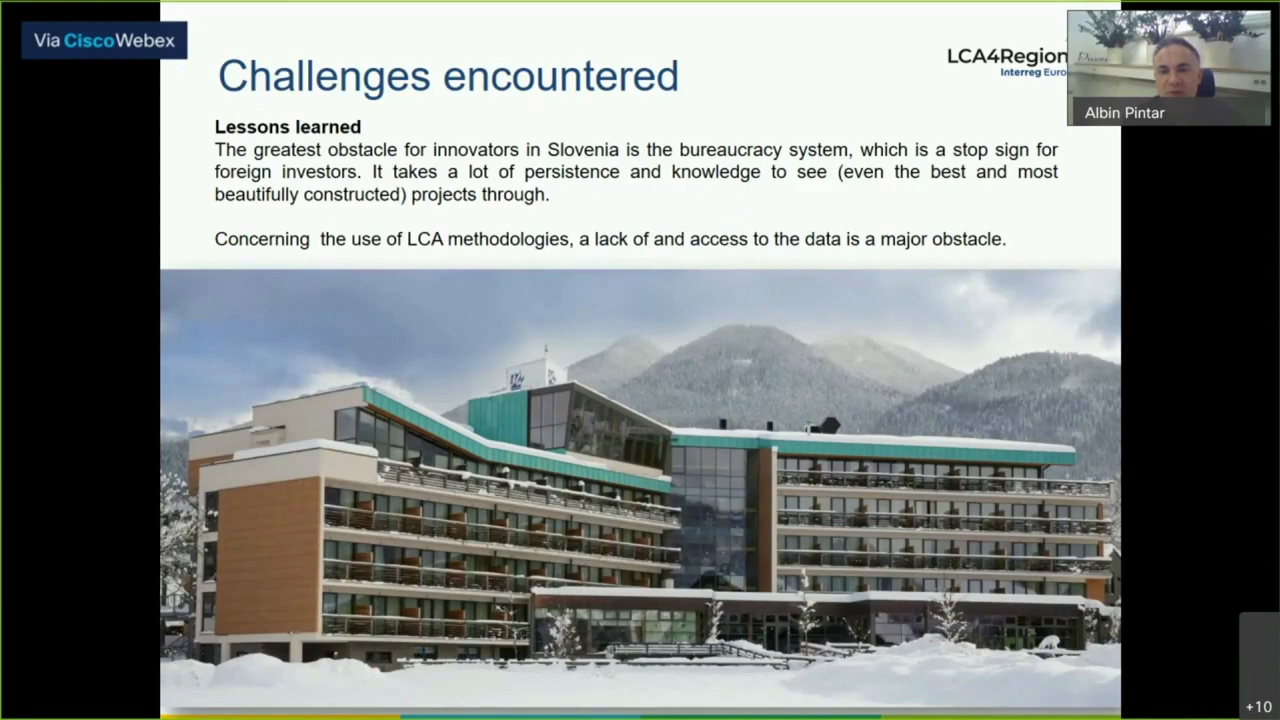 Via CiscoWebex
Challenges encountered
LCA4Region
Interreg Euro
Albin Pintar
Lessons learned
The greatest obstacle for innovators in Slovenia is the bureaucracy system, which is a stop sign for
foreign investors. It takes a lot of persistence and knowledge to see (even the best and most
beautifully constructed) projects through.
Concerning the use of LCA methodologies, a lack of and access to the data is a major obstacle.
+10